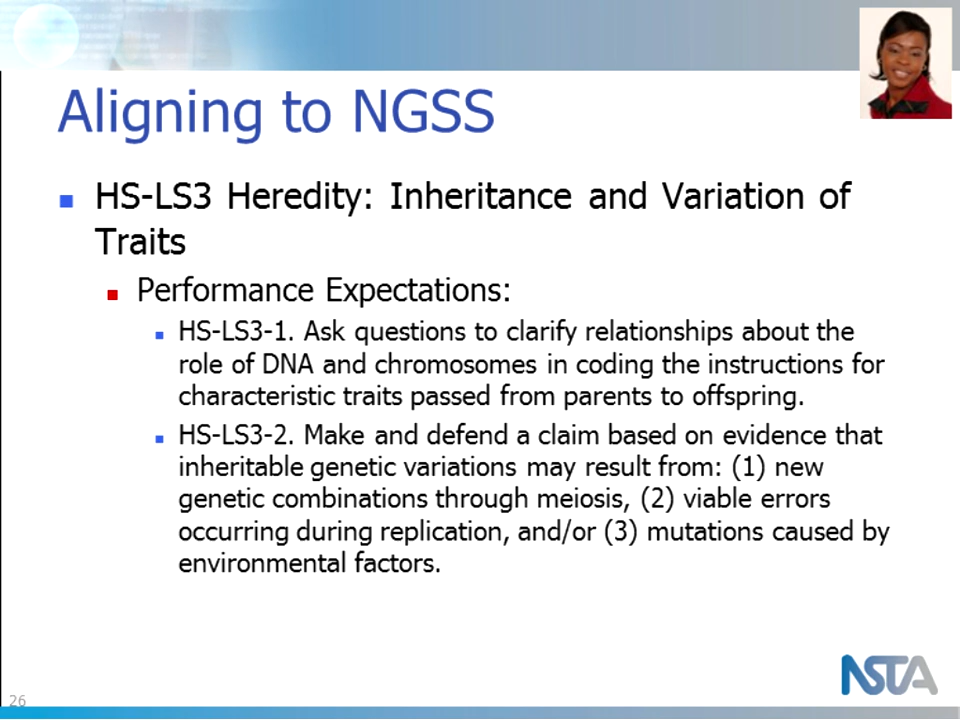 Aligning to NGSS
HS-LS3 Heredity: Inheritance and Variation of
Traits
Performance Expectations:
HS-LS3-1. Ask questions to clarify relationships about the
role of DNA and chromosomes in coding the instructions for
characteristic traits passed from parents to offspring.
HS-LS3-2. Make and defend a claim based on evidence that
inheritable genetic variations may result from: (1) new
genetic combinations through meiosis, (2) viable errors
occurring during replication, and/or (3) mutations caused by
environmental factors.
NSTA
26